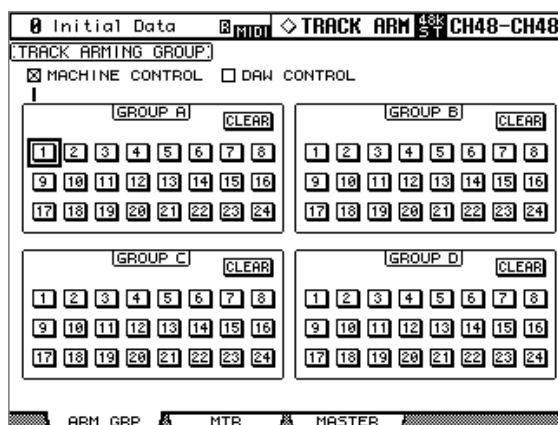 0 Initial Data R MIDI ◇ TRACK ARM 48K ST CH48-CH48
TRACK ARMING GROUP
MACHINE CONTROL DAW CONTROL
GROUP A CLEAR
1 2 3 4 5 6 7 8
9 10 11 12 13 14 15 16
17 18 19 20 21 22 23 24
GROUP B CLEAR
1 2 3 4 5 6 7 8
9 10 11 12 13 14 15 16
17 18 19 20 21 22 23 24
GROUP C CLEAR
1 2 3 4 5 6 7 8
9 10 11 12 13 14 15 16
17 18 19 20 21 22 23 24
GROUP D CLEAR
1 2 3 4 5 6 7 8
9 10 11 12 13 14 15 16
17 18 19 20 21 22 23 24
ARM GRP MTR MASTER